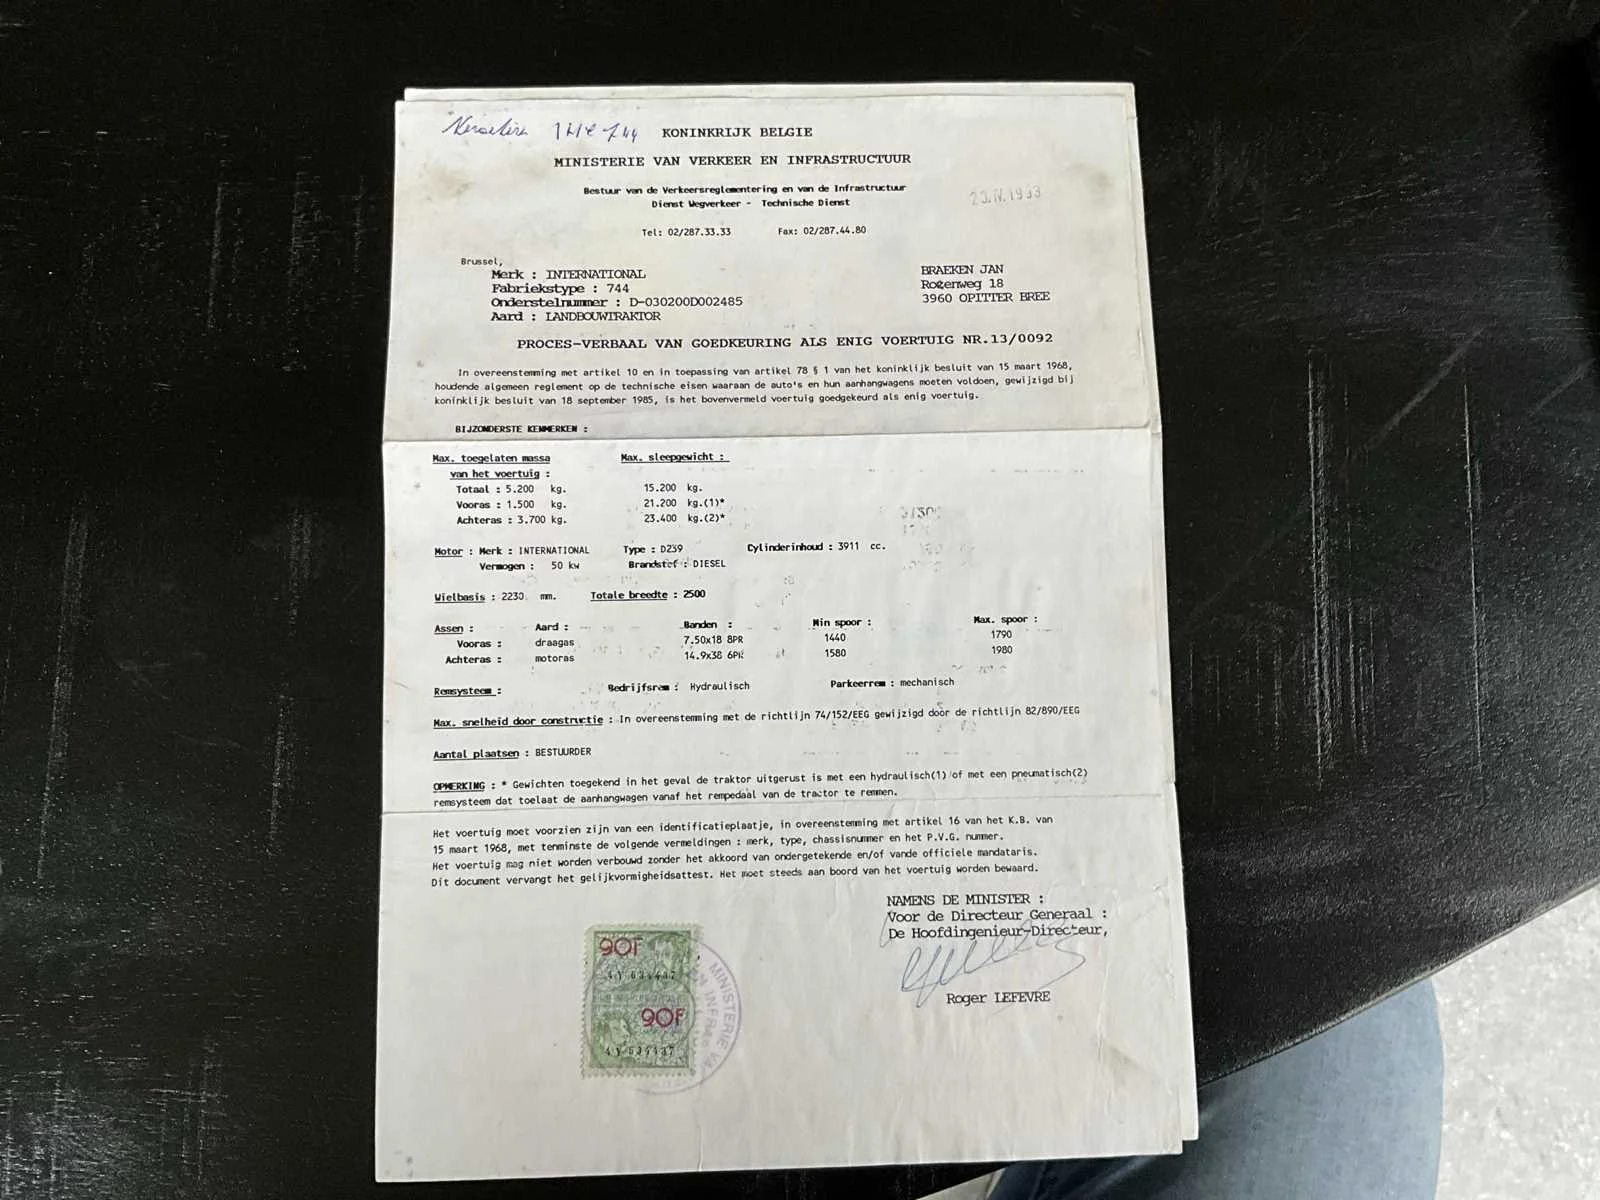 KONINKRIJK BELGIE
MINISTERIE VAN VERKEER EN INFRASTRUCTUUR
Bestuur van de Verkeersreglementering en van de Infrastructuur
Dienst Wegverkeer - Technische Dienst
Tel: 02/287.33.33 Fax: 02/287.44.80
Brussel,
Merk : INTERNATIONAL
Fabriekstype : 744
Onderstelnummer : D-030200D002485
Aard : LANDBOUWTRAKTOR
BRAEKEN JAN
Rozenweg 18
3960 OPITTER BREE
PROCES-VERBAAL VAN GOEDKEURING ALS ENIG VOERTUIG NR.13/0092
In overeenstemming met artikel 10 en in toepassing van artikel 78 § 1 van het koninklijk besluit van 15 maart 1968,
houdende algemeen reglement op de technische eisen waaraan de auto's en hun aanhangwagens moeten voldoen, gewijzigd bij
koninklijk besluit van 18 september 1985, is het bovenvermeld voertuig goedgekeurd als enig voertuig.
BIJZONDERSTE KENMERKEN :
Max. toegelaten massa Max. sleepgewicht :
van het voertuig :
Totaal : 5.200 kg. 15.200 kg.
Vooras : 1.500 kg. 21.200 kg.(1)*
Achteras : 3.700 kg. 23.400 kg.(2)*
Motor : Merk : INTERNATIONAL Type : D239 Cylinderinhoud : 3911 cc.
Vermogen : 50 kw Brandstof : DIESEL
Wielbasis : 2230 mm. Totale breedte : 2500
Assen : Aard : Banden : Min spoor : Max. spoor :
Vooras : draagas 7.50x18 8PR 1440 1790
Achteras : motoras 14.9x38 6PR 1580 1980
Remsysteem : Bedrijfsrem : Hydraulisch Parkeerrem : mechanisch
Max. snelheid door constructie : In overeenstemming met de richtlijn 74/152/EEG gewijzigd door de richtlijn 82/890/EEG
Aantal plaatsen : BESTUURDER
OPMERKING : * Gewichten toegekend in het geval de traktor uitgerust is met een hydraulisch(1) of met een pneumatisch(2)
remsysteem dat toelaat de aanhangwagen vanaf het rempedaal van de tractor te remmen.
Het voertuig moet voorzien zijn van een identificatieplaatje, in overeenstemming met artikel 16 van het K.B. van
15 maart 1968, met tenminste de volgende vermeldingen : merk, type, chassisnummer en het P.V.G. nummer.
Het voertuig mag niet worden verbouwd zonder het akkoord van ondergetekende en/of vande officiele mandataris.
Dit document vervangt het gelijkvormigheidsattest. Het moet steeds aan boord van het voertuig worden bewaard.
NAMENS DE MINISTER :
Voor de Directeur Generaal :
De Hoofdingenieur-Directeur,
Roger LEFEVRE
90F
90F
MINISTERIE VA